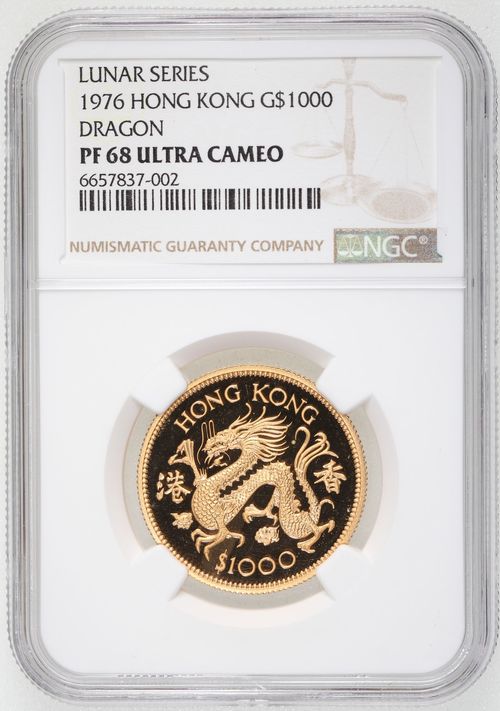 LUNAR SERIES
1976 HONG KONG G$1000
DRAGON
PF 68 ULTRA CAMEO
6657837-002
NUMISMATIC GUARANTY COMPANY
NGC®
HONG KONG
港 香
$1000